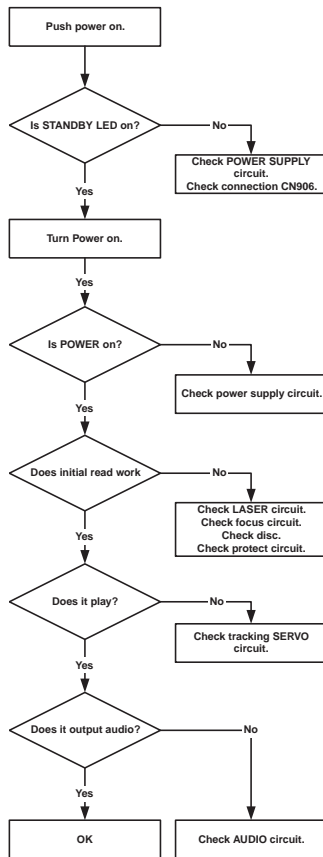 Push power on.
Is STANDBY LED on?
No
Check POWER SUPPLY
circuit.
Check connection CN906.
Yes
Turn Power on.
Yes
Is POWER on?
No
Check power supply circuit.
Yes
Does initial read work
No
Check LASER circuit.
Check focus circuit.
Check disc.
Check protect circuit.
Yes
Does it play?
No
Check tracking SERVO
circuit.
Yes
Does it output audio?
No
Yes
OK
Check AUDIO circuit.